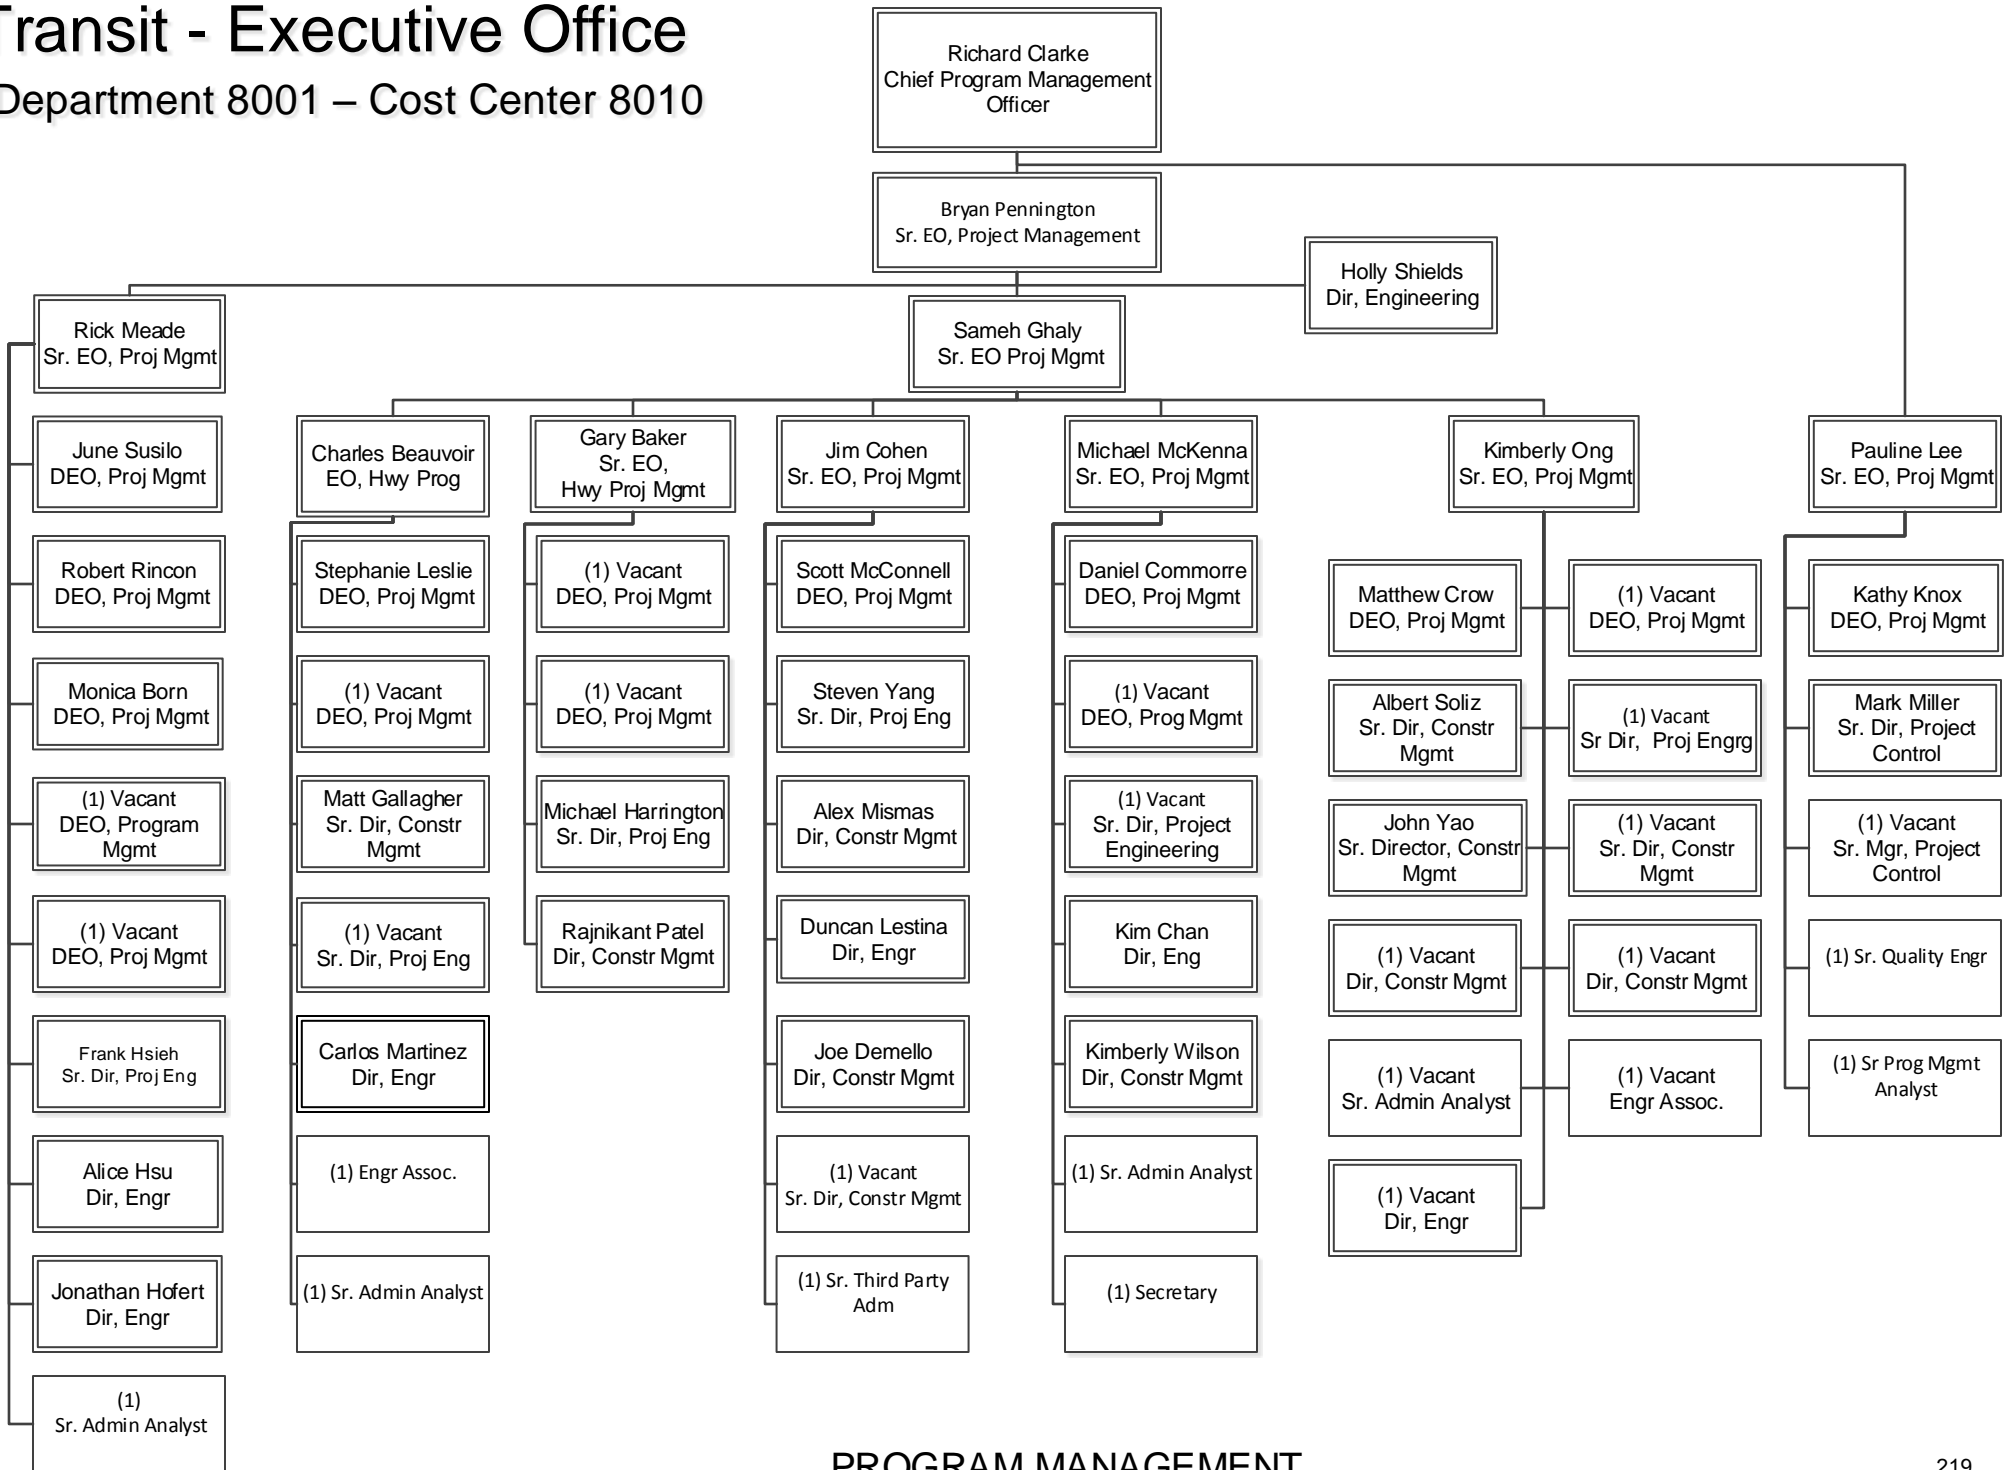 Transit - Executive Office
Department 8001 – Cost Center 8010
Richard Clarke
Chief Program Management
Officer
Bryan Pennington
Sr. EO, Project Management
Holly Shields
Dir, Engineering
Rick Meade
Sr. EO, Proj Mgmt
Sameh Ghaly
Sr. EO Proj Mgmt
June Susilo
DEO, Proj Mgmt
Robert Rincon
DEO, Proj Mgmt
Monica Born
DEO, Proj Mgmt
(1) Vacant
DEO, Program
Mgmt
(1) Vacant
DEO, Proj Mgmt
Frank Hsieh
Sr. Dir, Proj Eng
Alice Hsu
Dir, Engr
Jonathan Hofert
Dir, Engr
(1)
Sr. Admin Analyst
Charles Beauvoir
EO, Hwy Prog
Stephanie Leslie
DEO, Proj Mgmt
(1) Vacant
DEO, Proj Mgmt
Matt Gallagher
Sr. Dir, Constr
Mgmt
(1) Vacant
Sr. Dir, Proj Eng
Carlos Martinez
Dir, Engr
(1) Engr Assoc.
(1) Sr. Admin Analyst
Gary Baker
Sr. EO,
Hwy Proj Mgmt
(1) Vacant
DEO, Proj Mgmt
(1) Vacant
DEO, Proj Mgmt
Michael Harrington
Sr. Dir, Proj Eng
Rajnikant Patel
Dir, Constr Mgmt
Jim Cohen
Sr. EO, Proj Mgmt
Scott McConnell
DEO, Proj Mgmt
Steven Yang
Sr. Dir, Proj Eng
Alex Mismas
Dir, Constr Mgmt
Duncan Lestina
Dir, Engr
Joe Demello
Dir, Constr Mgmt
(1) Vacant
Sr. Dir, Constr Mgmt
(1) Sr. Third Party
Adm
Michael McKenna
Sr. EO, Proj Mgmt
Daniel Commorre
DEO, Proj Mgmt
(1) Vacant
DEO, Prog Mgmt
(1) Vacant
Sr. Dir, Project
Engineering
Kim Chan
Dir, Eng
Kimberly Wilson
Dir, Constr Mgmt
(1) Sr. Admin Analyst
(1) Secretary
Kimberly Ong
Sr. EO, Proj Mgmt
Matthew Crow
DEO, Proj Mgmt
(1) Vacant
DEO, Proj Mgmt
Albert Soliz
Sr. Dir, Constr
Mgmt
(1) Vacant
Sr Dir, Proj Engrg
John Yao
Sr. Director, Constr
Mgmt
(1) Vacant
Sr. Dir, Constr
Mgmt
(1) Vacant
Dir, Constr Mgmt
(1) Vacant
Dir, Constr Mgmt
(1) Vacant
Sr. Admin Analyst
(1) Vacant
Engr Assoc.
(1) Vacant
Dir, Engr
Pauline Lee
Sr. EO, Proj Mgmt
Kathy Knox
DEO, Proj Mgmt
Mark Miller
Sr. Dir, Project
Control
(1) Vacant
Sr. Mgr, Project
Control
(1) Sr. Quality Engr
(1) Sr Prog Mgmt
Analyst
PROGRAM MANAGEMENT
219